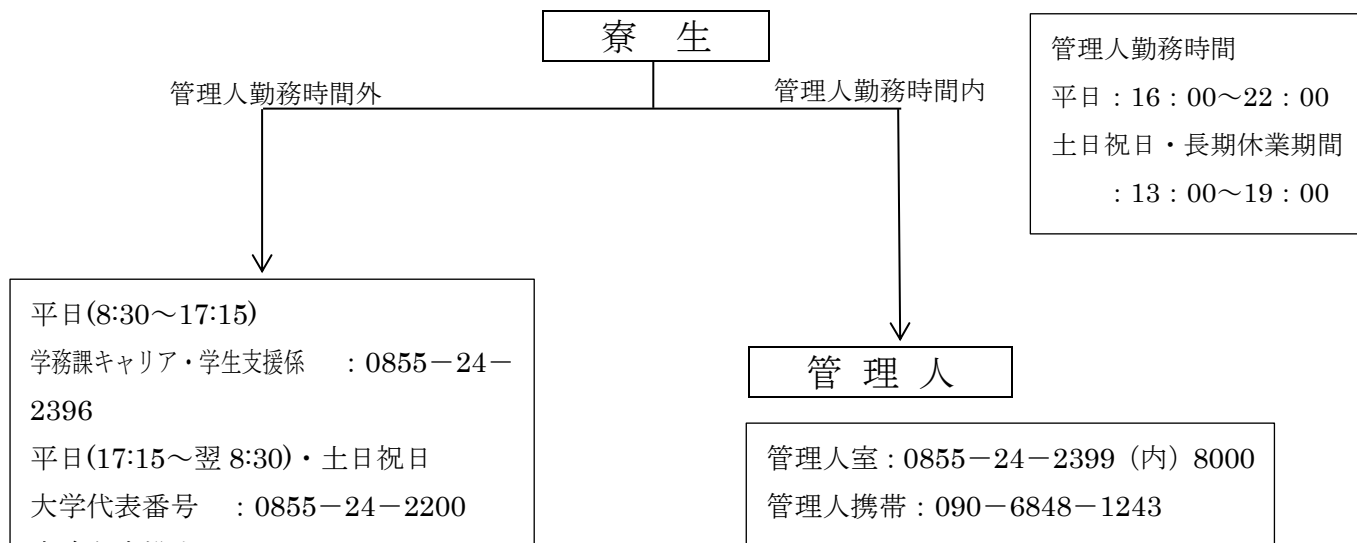 寮　生
管理人勤務時間外
管理人勤務時間内
管理人勤務時間
平日：16：00～22：00
土日祝日・長期休業期間
：13：00～19：00
平日(8:30～17:15)
学務課キャリア・学生支援係　：0855－24－
2396
平日(17:15～翌 8:30)・土日祝日
大学代表番号　：0855－24－2200
管 理 人
管理人室：0855－24－2399（内）8000
管理人携帯：090－6848－1243